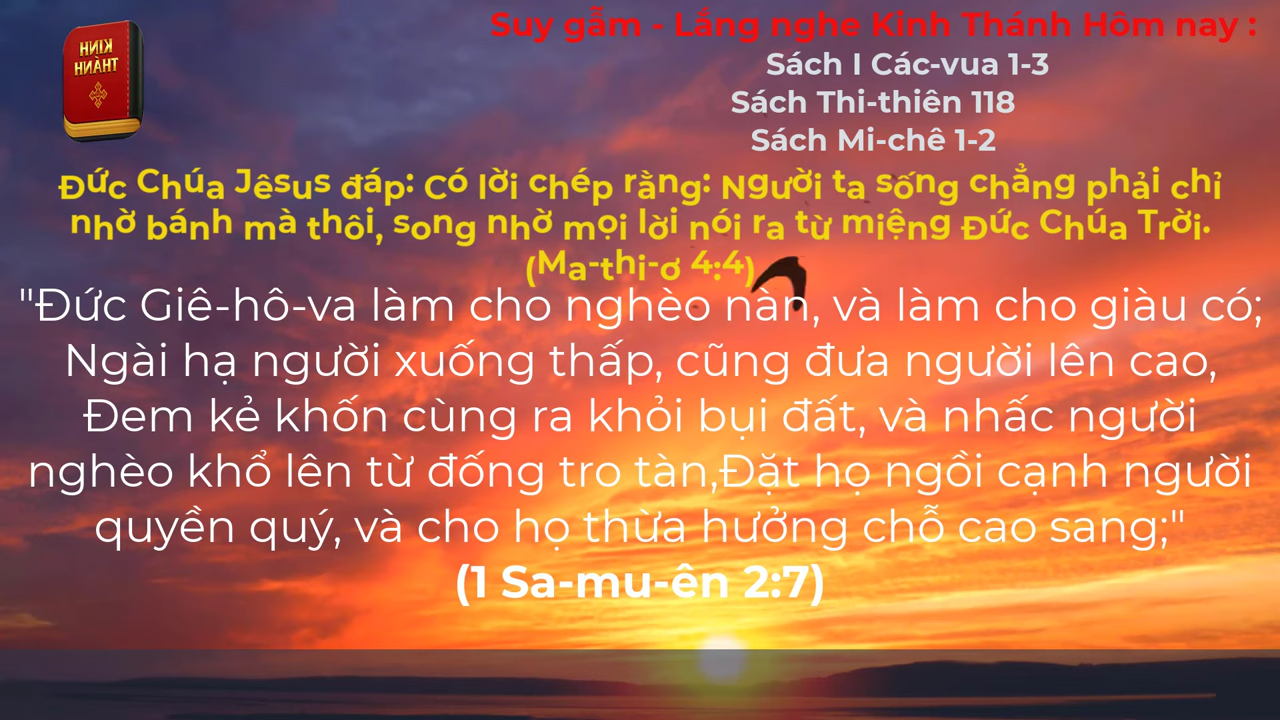 Suy gẫm - Lắng nghe Kinh Thánh Hôm nay :
KINH
THÁNH
Sách I Các-vua 1-3
Sách Thi-thiên 118
Sách Mi-chê 1-2
Đức Chúa Jêsus đáp: Có lời chép rằng: Người ta sống chẳng phải chỉ
nhờ bánh mà thôi, song nhờ mọi lời nói ra từ miệng Đức Chúa Trời.
(Ma-thi-ơ 4:4)
"Đức Giê-hô-va làm cho nghèo nàn, và làm cho giàu có;
Ngài hạ người xuống thấp, cũng đưa người lên cao,
Đem kẻ khốn cùng ra khỏi bụi đất, và nhấc người
nghèo khổ lên từ đống tro tàn,Đặt họ ngồi cạnh người
quyền quý, và cho họ thừa hưởng chỗ cao sang;"
(1 Sa-mu-ên 2:7)